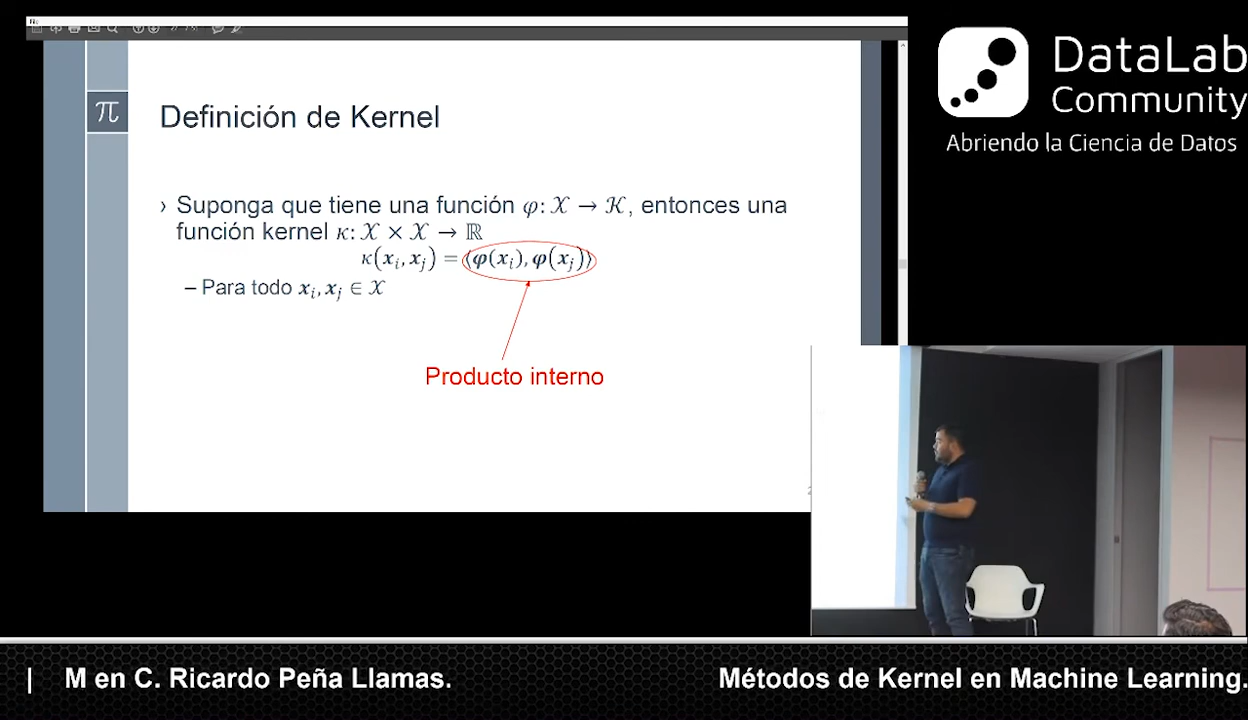 DataLab
Community
Abriendo la Ciencia de Datos
π
Definición de Kernel
› Suponga que tiene una función φ: 𝒳 → 𝒦, entonces una
función kernel κ: 𝒳 × 𝒳 → ℝ
κ(xᵢ, xⱼ) = ⟨φ(xᵢ), φ(xⱼ)⟩
– Para todo xᵢ, xⱼ ∈ 𝒳
Producto interno
| M en C. Ricardo Peña Llamas.
Métodos de Kernel en Machine Learning.